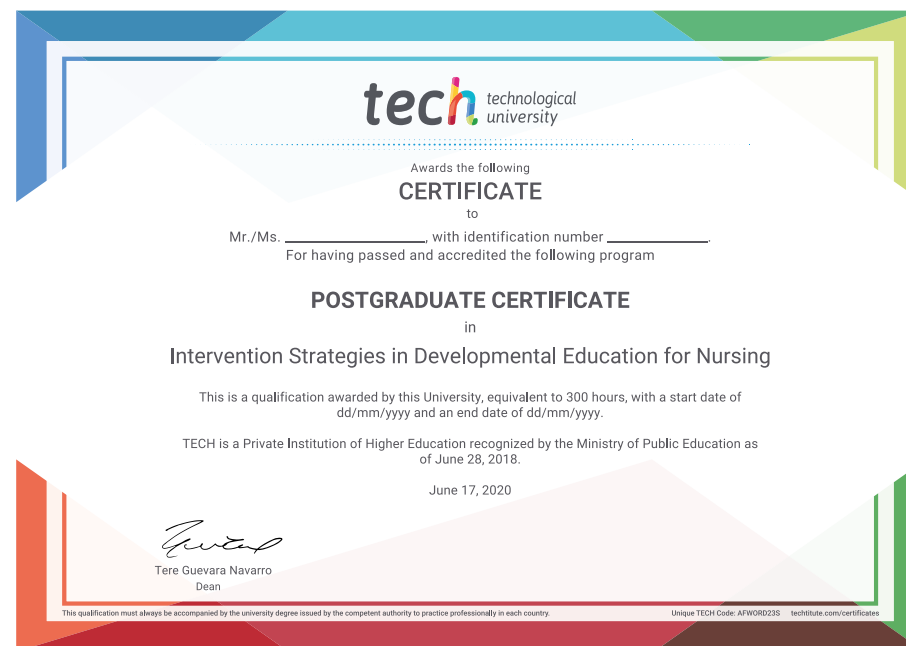 tech technological
university
Awards the following
CERTIFICATE
to
Mr./Ms. ____________, with identification number ____________.
For having passed and accredited the following program
POSTGRADUATE CERTIFICATE
in
Intervention Strategies in Developmental Education for Nursing
This is a qualification awarded by this University, equivalent to 300 hours, with a start date of
dd/mm/yyyy and an end date of dd/mm/yyyy.
TECH is a Private Institution of Higher Education recognized by the Ministry of Public Education as
of June 28, 2018.
June 17, 2020
Tere Guevara Navarro
Dean
This qualification must always be accompanied by the university degree issued by the competent authority to practice professionally in each country. Unique TECH Code: AFWORD23S techtitute.com/certificates